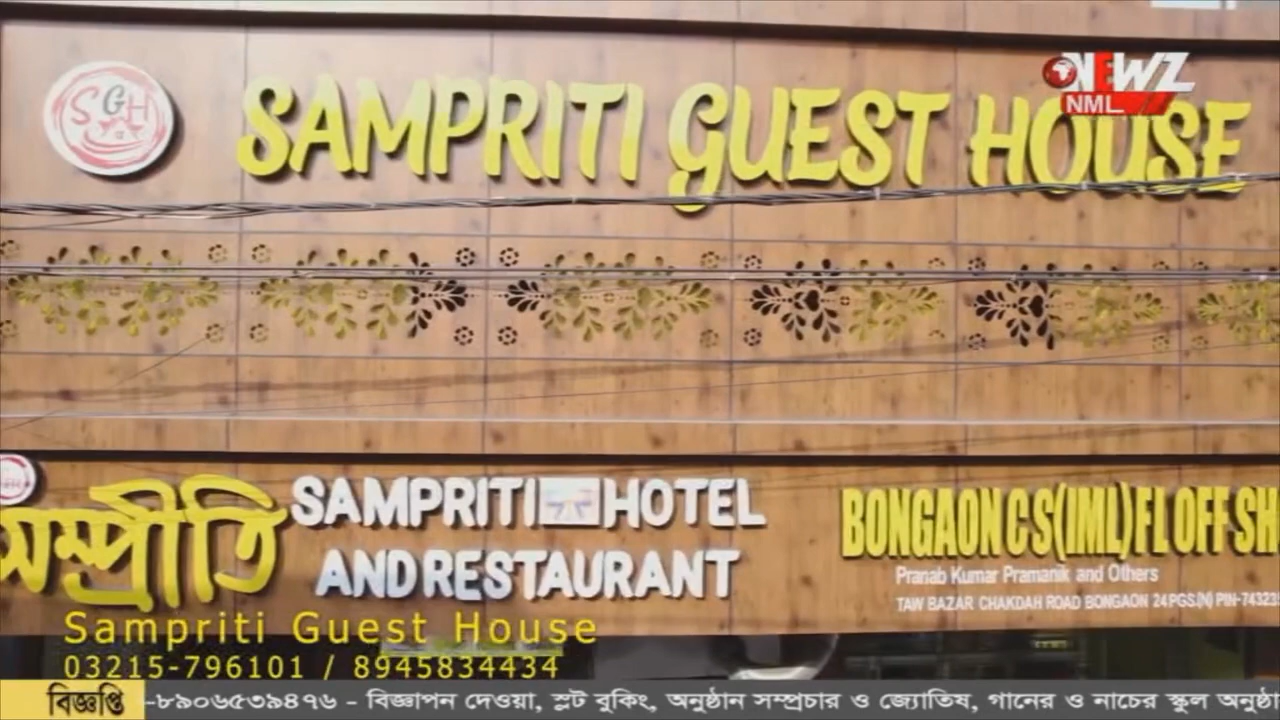 SGH
SAMPRITI GUEST HOUSE
NEWZ
NML
সম্প্রীতি
SAMPRITI HOTEL
AND RESTAURANT
BONGAON C S (IML) FL OFF SH
Pranab Kumar Pramanik and Others
TAW BAZAR CHAKDAH ROAD BONGAON 24PGS.(N) PIN-74323
Sampriti Guest House
03215-796101 / 8945834434
বিজ্ঞপ্তি
-৮৯০৬৫৩৯৪৭৬ - বিজ্ঞাপন দেওয়া, স্লট বুকিং, অনুষ্ঠান সম্প্রচার ও জ্যোতিষ, গানের ও নাচের স্কুল অনুষ্ঠা